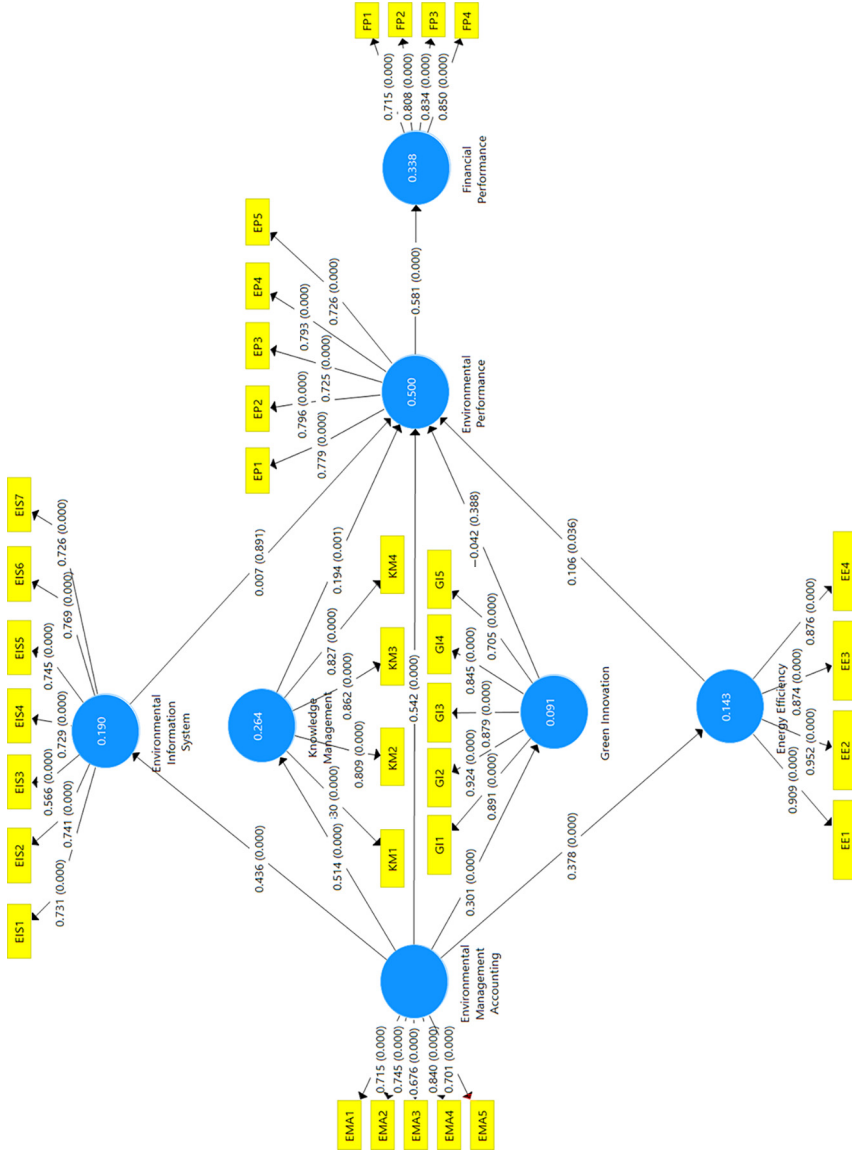 FP1
FP2
FP3
FP4
0.715 (0.000)
0.808 (0.000)
0.834 (0.000)
0.850 (0.000)
0.338
Financial
Performance
0.581 (0.000)
EP1
EP2
EP3
EP4
EP5
0.779 (0.000)
0.796 (0.000)
0.725 (0.000)
0.793 (0.000)
0.726 (0.000)
0.500
Environmental
Performance
EIS1
EIS2
EIS3
EIS4
EIS5
EIS6
EIS7
0.731 (0.000)
0.741 (0.000)
0.566 (0.000)
0.729 (0.000)
0.745 (0.000)
0.769 (0.000)
0.726 (0.000)
0.190
Environmental
Information
System
0.007 (0.891)
0.194 (0.001)
0.542 (0.000)
−0.042 (0.388)
0.106 (0.036)
0.264
Knowledge
Management
KM1
KM2
KM3
KM4
30 (0.000)
0.809 (0.000)
0.862 (0.000)
0.827 (0.000)
GI1
GI2
GI3
GI4
GI5
0.891 (0.000)
0.924 (0.000)
0.879 (0.000)
0.845 (0.000)
0.705 (0.000)
0.091
Green Innovation
0.143
Energy Efficiency
EE1
EE2
EE3
EE4
0.909 (0.000)
0.952 (0.000)
0.874 (0.000)
0.876 (0.000)
0.436 (0.000)
0.514 (0.000)
0.301 (0.000)
0.378 (0.000)
Environmental
Management
Accounting
EMA1
EMA2
EMA3
EMA4
EMA5
0.715 (0.000)
0.745 (0.000)
0.676 (0.000)
0.840 (0.000)
0.701 (0.000)